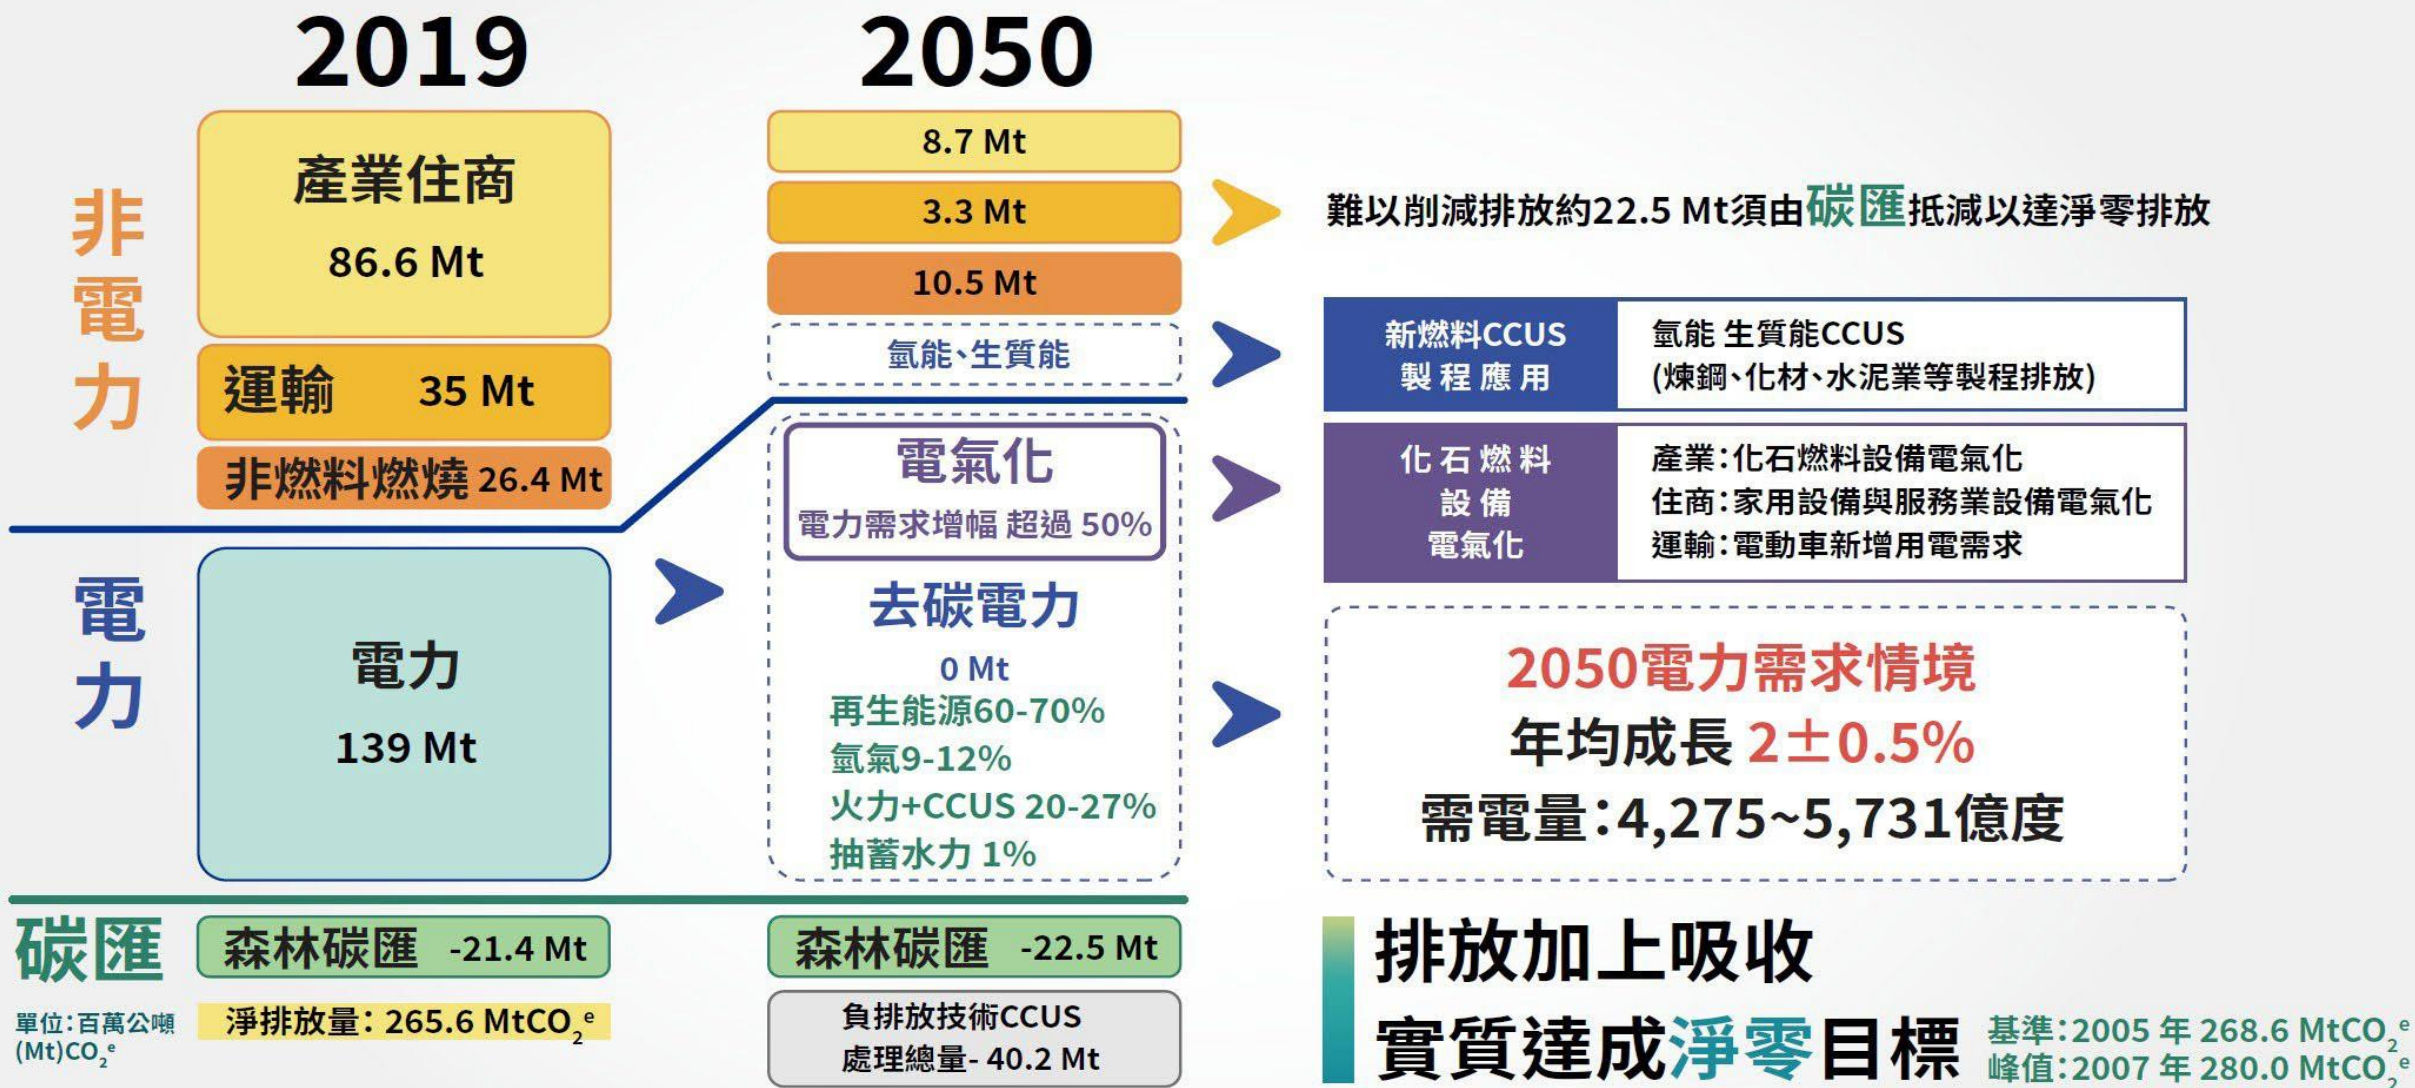 2019
2050
非電力
產業住商
86.6 Mt
運輸 35 Mt
非燃料燃燒 26.4 Mt
8.7 Mt
3.3 Mt
10.5 Mt
氫能、生質能
難以削減排放約22.5 Mt須由碳匯抵減以達淨零排放
新燃料CCUS
製程應用
氫能 生質能CCUS
(煉鋼、化材、水泥業等製程排放)
電力
電力
139 Mt
電氣化
電力需求增幅 超過 50%
去碳電力
0 Mt
再生能源60-70%
氫氣9-12%
火力+CCUS 20-27%
抽蓄水力 1%
化石燃料
設備
電氣化
產業：化石燃料設備電氣化
住商：家用設備與服務業設備電氣化
運輸：電動車新增用電需求
2050電力需求情境
年均成長 2±0.5%
需電量：4,275~5,731億度
碳匯
單位：百萬公噸
(Mt)CO₂ᵉ
森林碳匯 -21.4 Mt
淨排放量： 265.6 MtCO₂ᵉ
森林碳匯 -22.5 Mt
負排放技術CCUS
處理總量- 40.2 Mt
排放加上吸收
實質達成淨零目標
基準：2005 年 268.6 MtCO₂ᵉ
峰值：2007 年 280.0 MtCO₂ᵉ